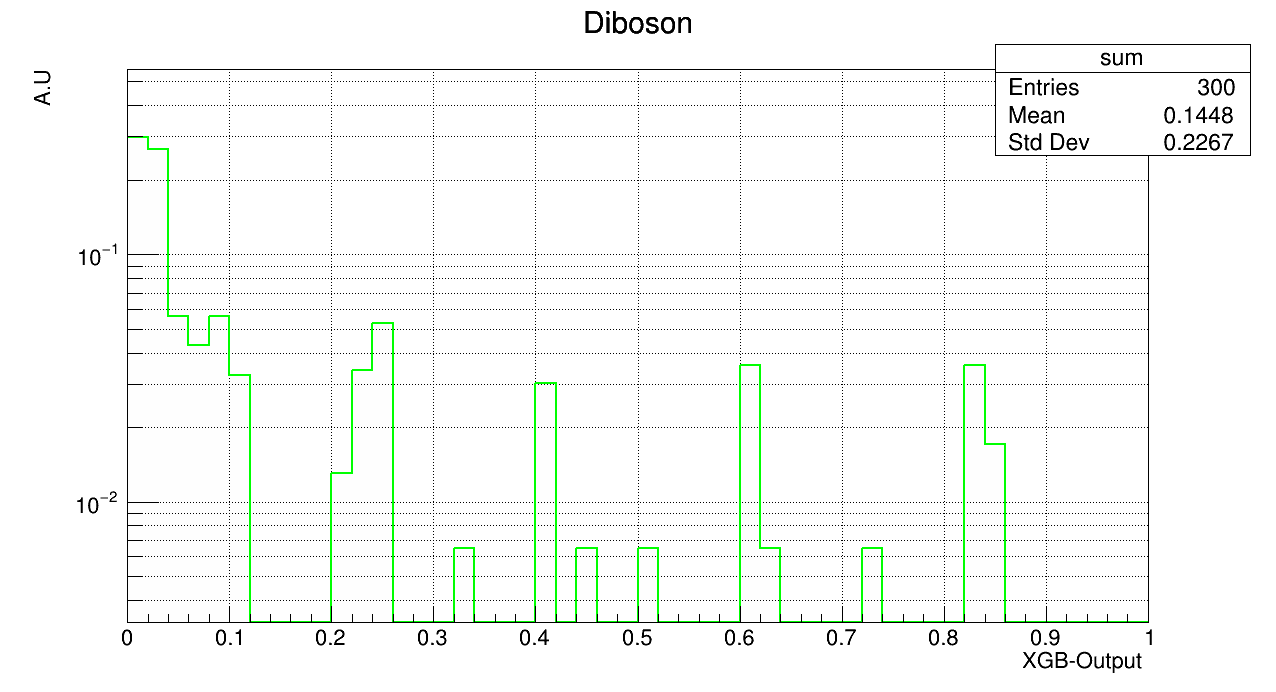 Diboson
A.U
sum
Entries 300
Mean 0.1448
Std Dev 0.2267
10⁻¹
10⁻²
0 0.1 0.2 0.3 0.4 0.5 0.6 0.7 0.8 0.9 1
XGB-Output